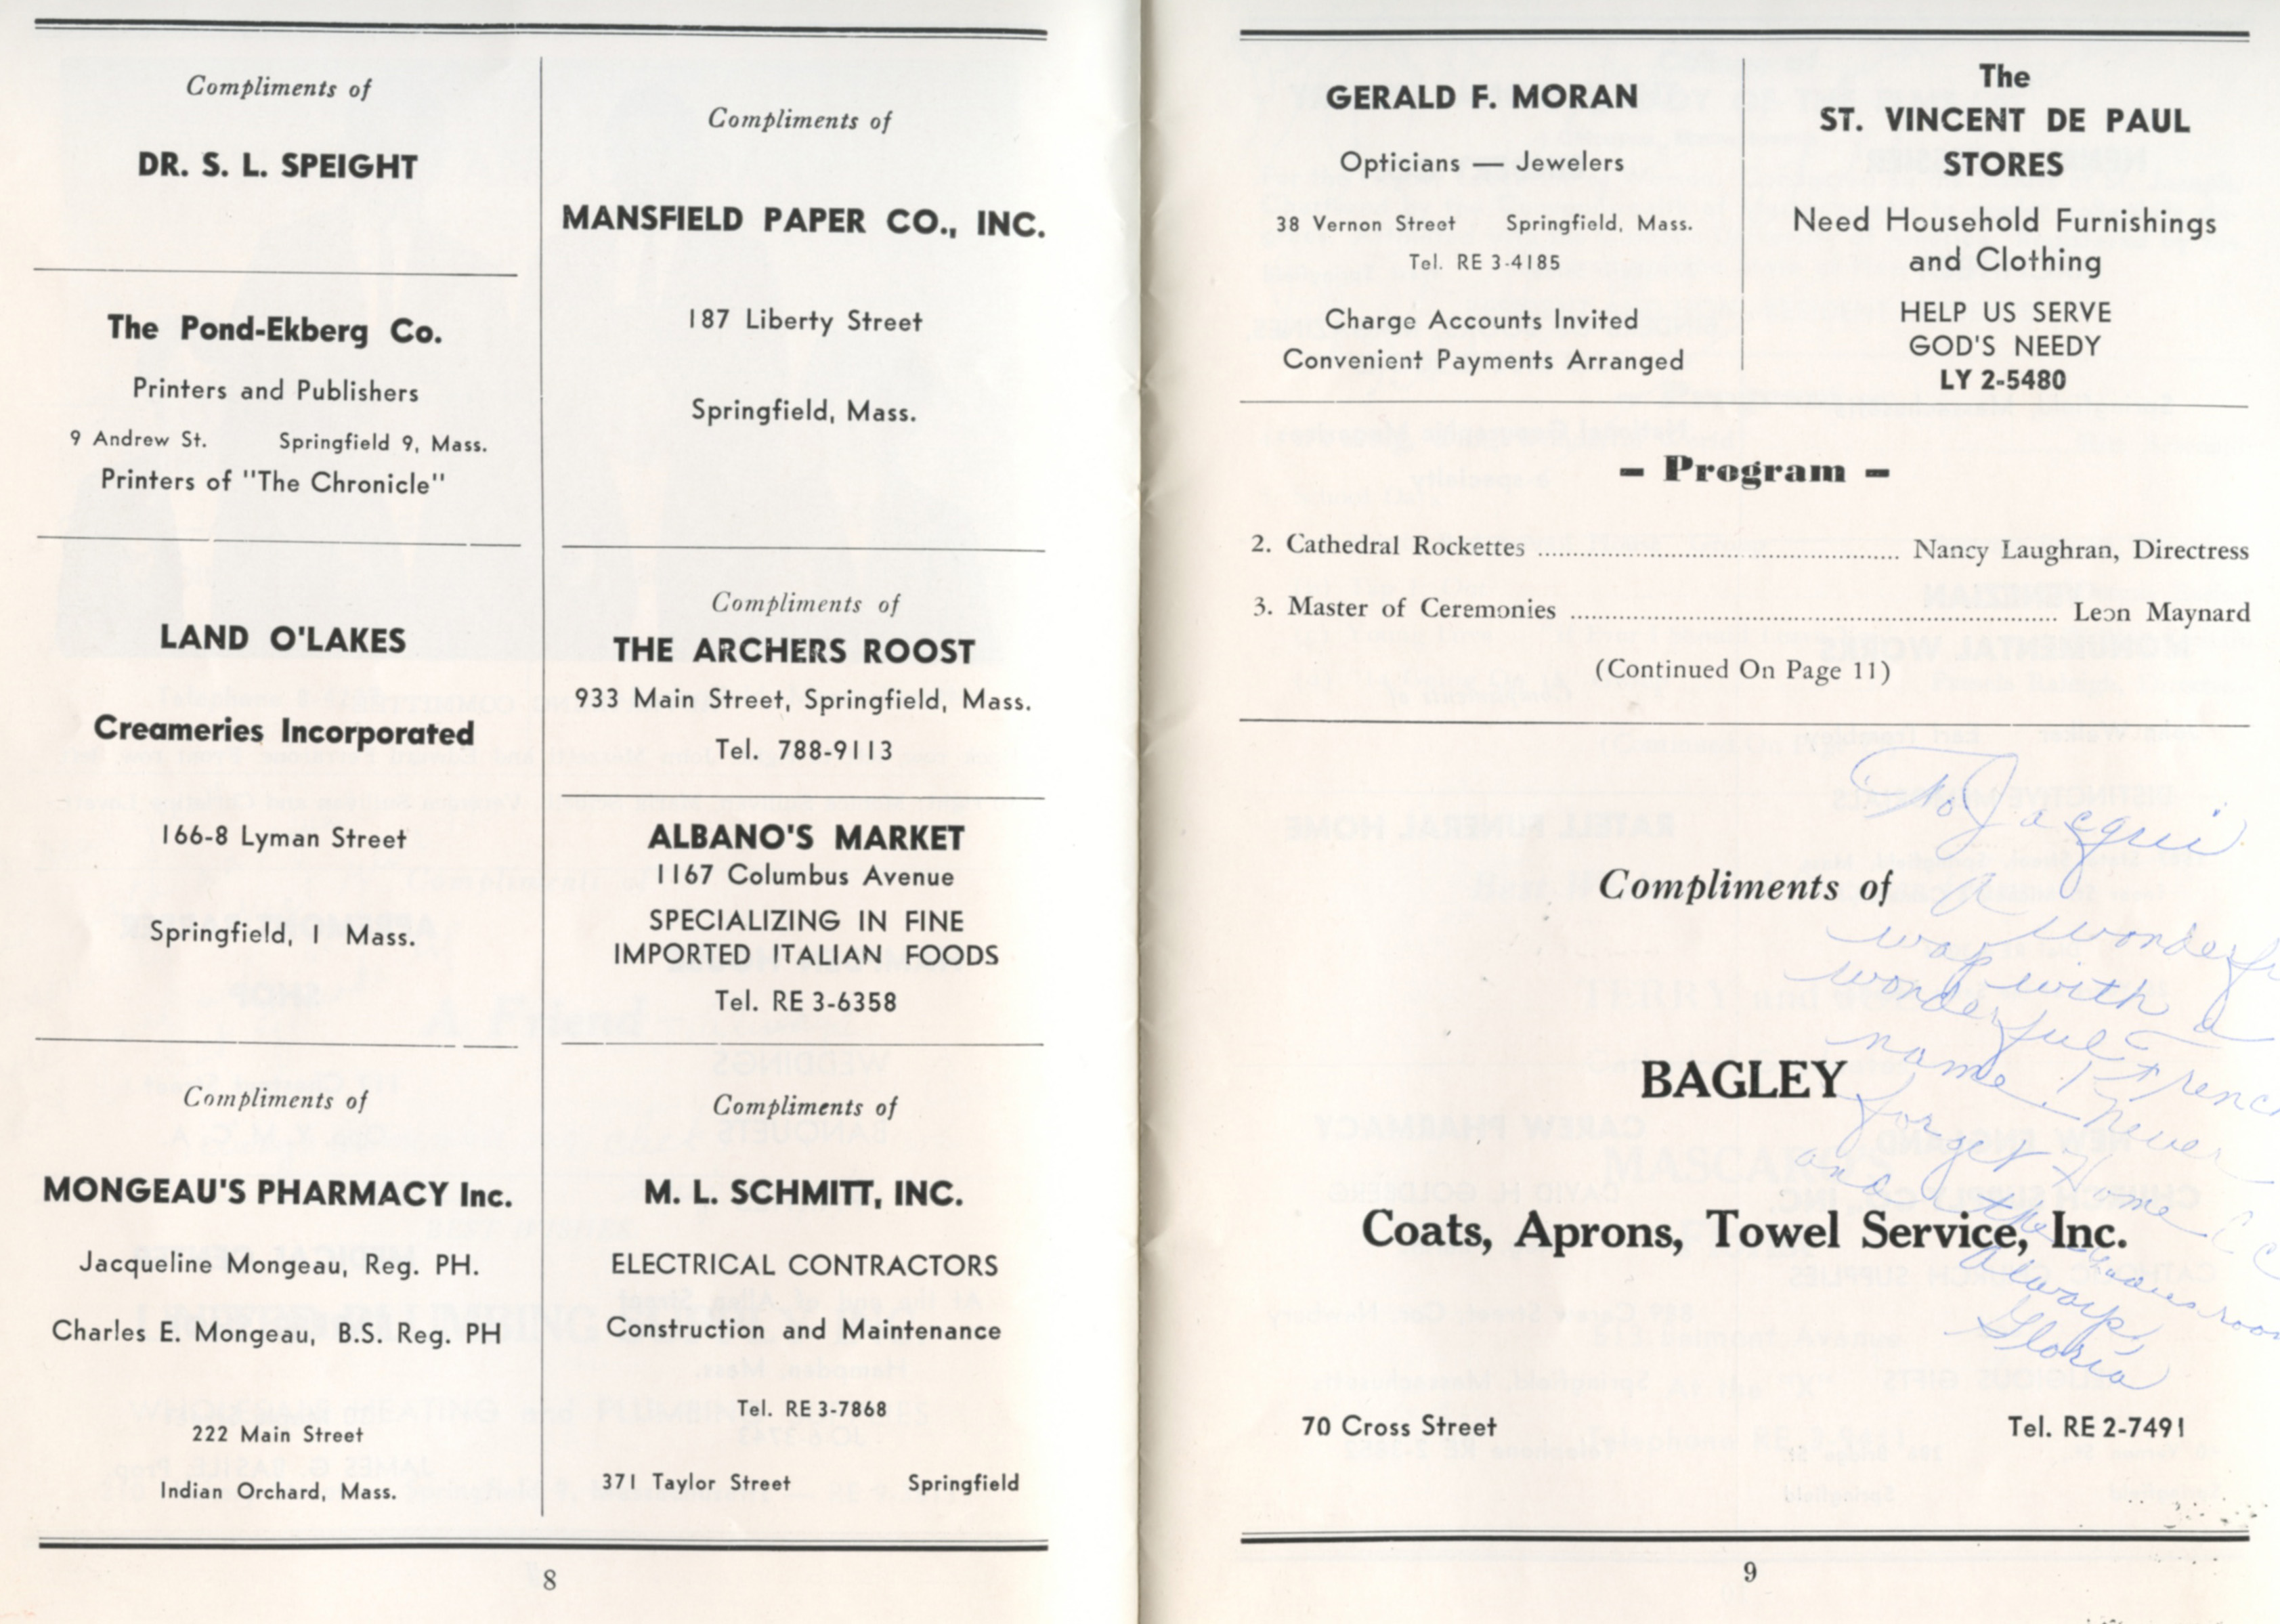 Compliments of
DR. S. L. SPEIGHT
The Pond-Ekberg Co.
Printers and Publishers
9 Andrew St. Springfield 9, Mass.
Printers of "The Chronicle"
LAND O'LAKES
Creameries Incorporated
166-8 Lyman Street
Springfield, 1 Mass.
Compliments of
MONGEAU'S PHARMACY Inc.
Jacqueline Mongeau, Reg. PH.
Charles E. Mongeau, B.S. Reg. PH
222 Main Street
Indian Orchard, Mass.
Compliments of
MANSFIELD PAPER CO., INC.
187 Liberty Street
Springfield, Mass.
Compliments of
THE ARCHERS ROOST
933 Main Street, Springfield, Mass.
Tel. 788-9113
ALBANO'S MARKET
1167 Columbus Avenue
SPECIALIZING IN FINE
IMPORTED ITALIAN FOODS
Tel. RE 3-6358
Compliments of
M. L. SCHMITT, INC.
ELECTRICAL CONTRACTORS
Construction and Maintenance
Tel. RE 3-7868
371 Taylor Street Springfield
8
GERALD F. MORAN
Opticians — Jewelers
38 Vernon Street Springfield, Mass.
Tel. RE 3-4185
Charge Accounts Invited
Convenient Payments Arranged
The
ST. VINCENT DE PAUL
STORES
Need Household Furnishings
and Clothing
HELP US SERVE
GOD'S NEEDY
LY 2-5480
- Program -
2. Cathedral Rockettes ........ Nancy Laughran, Directress
3. Master of Ceremonies ........ Leon Maynard
(Continued On Page 11)
Compliments of
BAGLEY
Coats, Aprons, Towel Service, Inc.
70 Cross Street Tel. RE 2-7491
To Jacqui
A
with a
wonderful French
name. Never
forget Home
and the
Always,
Gloria
9